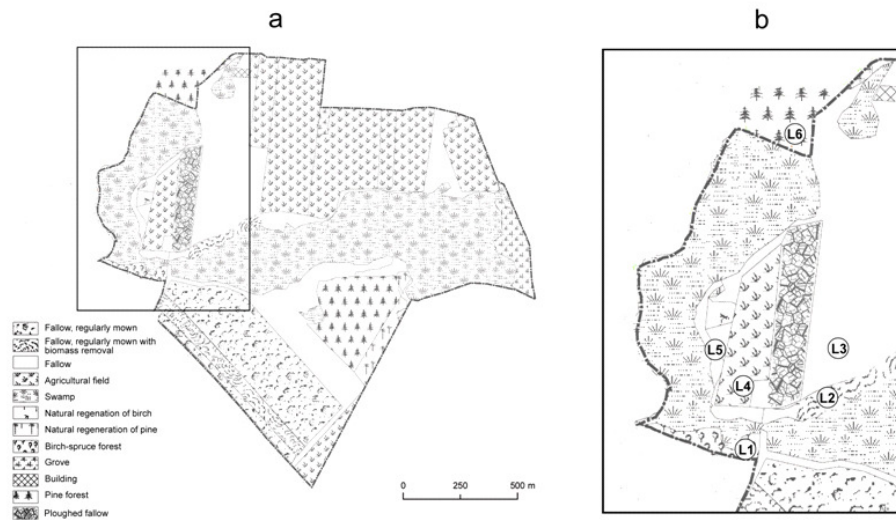 a
b
Fallow, regularly mown
Fallow, regularly mown with
biomass removal
Fallow
Agricultural field
Swamp
Natural regenation of birch
Natural regeneration of pine
Birch-spruce forest
Grove
Building
Pine forest
Ploughed fallow
0 250 500 m
L6
L5
L3
L4
L2
L1